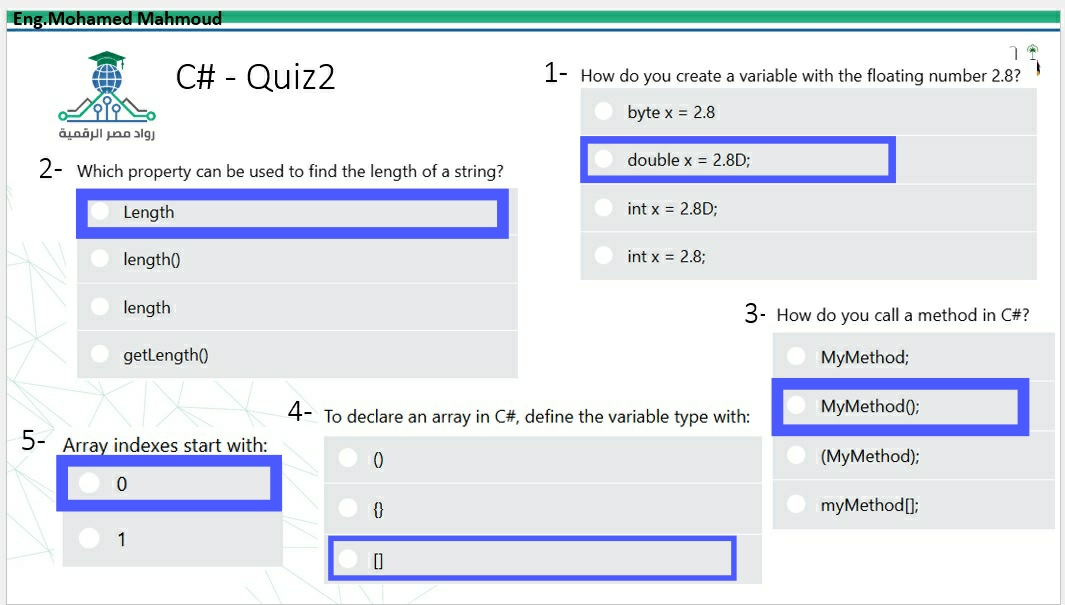 Eng.Mohamed Mahmoud
رواد مصر الرقمية
C# - Quiz2
1- How do you create a variable with the floating number 2.8?
byte x = 2.8
double x = 2.8D;
int x = 2.8D;
int x = 2.8;
2- Which property can be used to find the length of a string?
Length
length()
length
getLength()
3- How do you call a method in C#?
MyMethod;
MyMethod();
(MyMethod);
myMethod[];
4- To declare an array in C#, define the variable type with:
()
{}
[]
5- Array indexes start with:
0
1